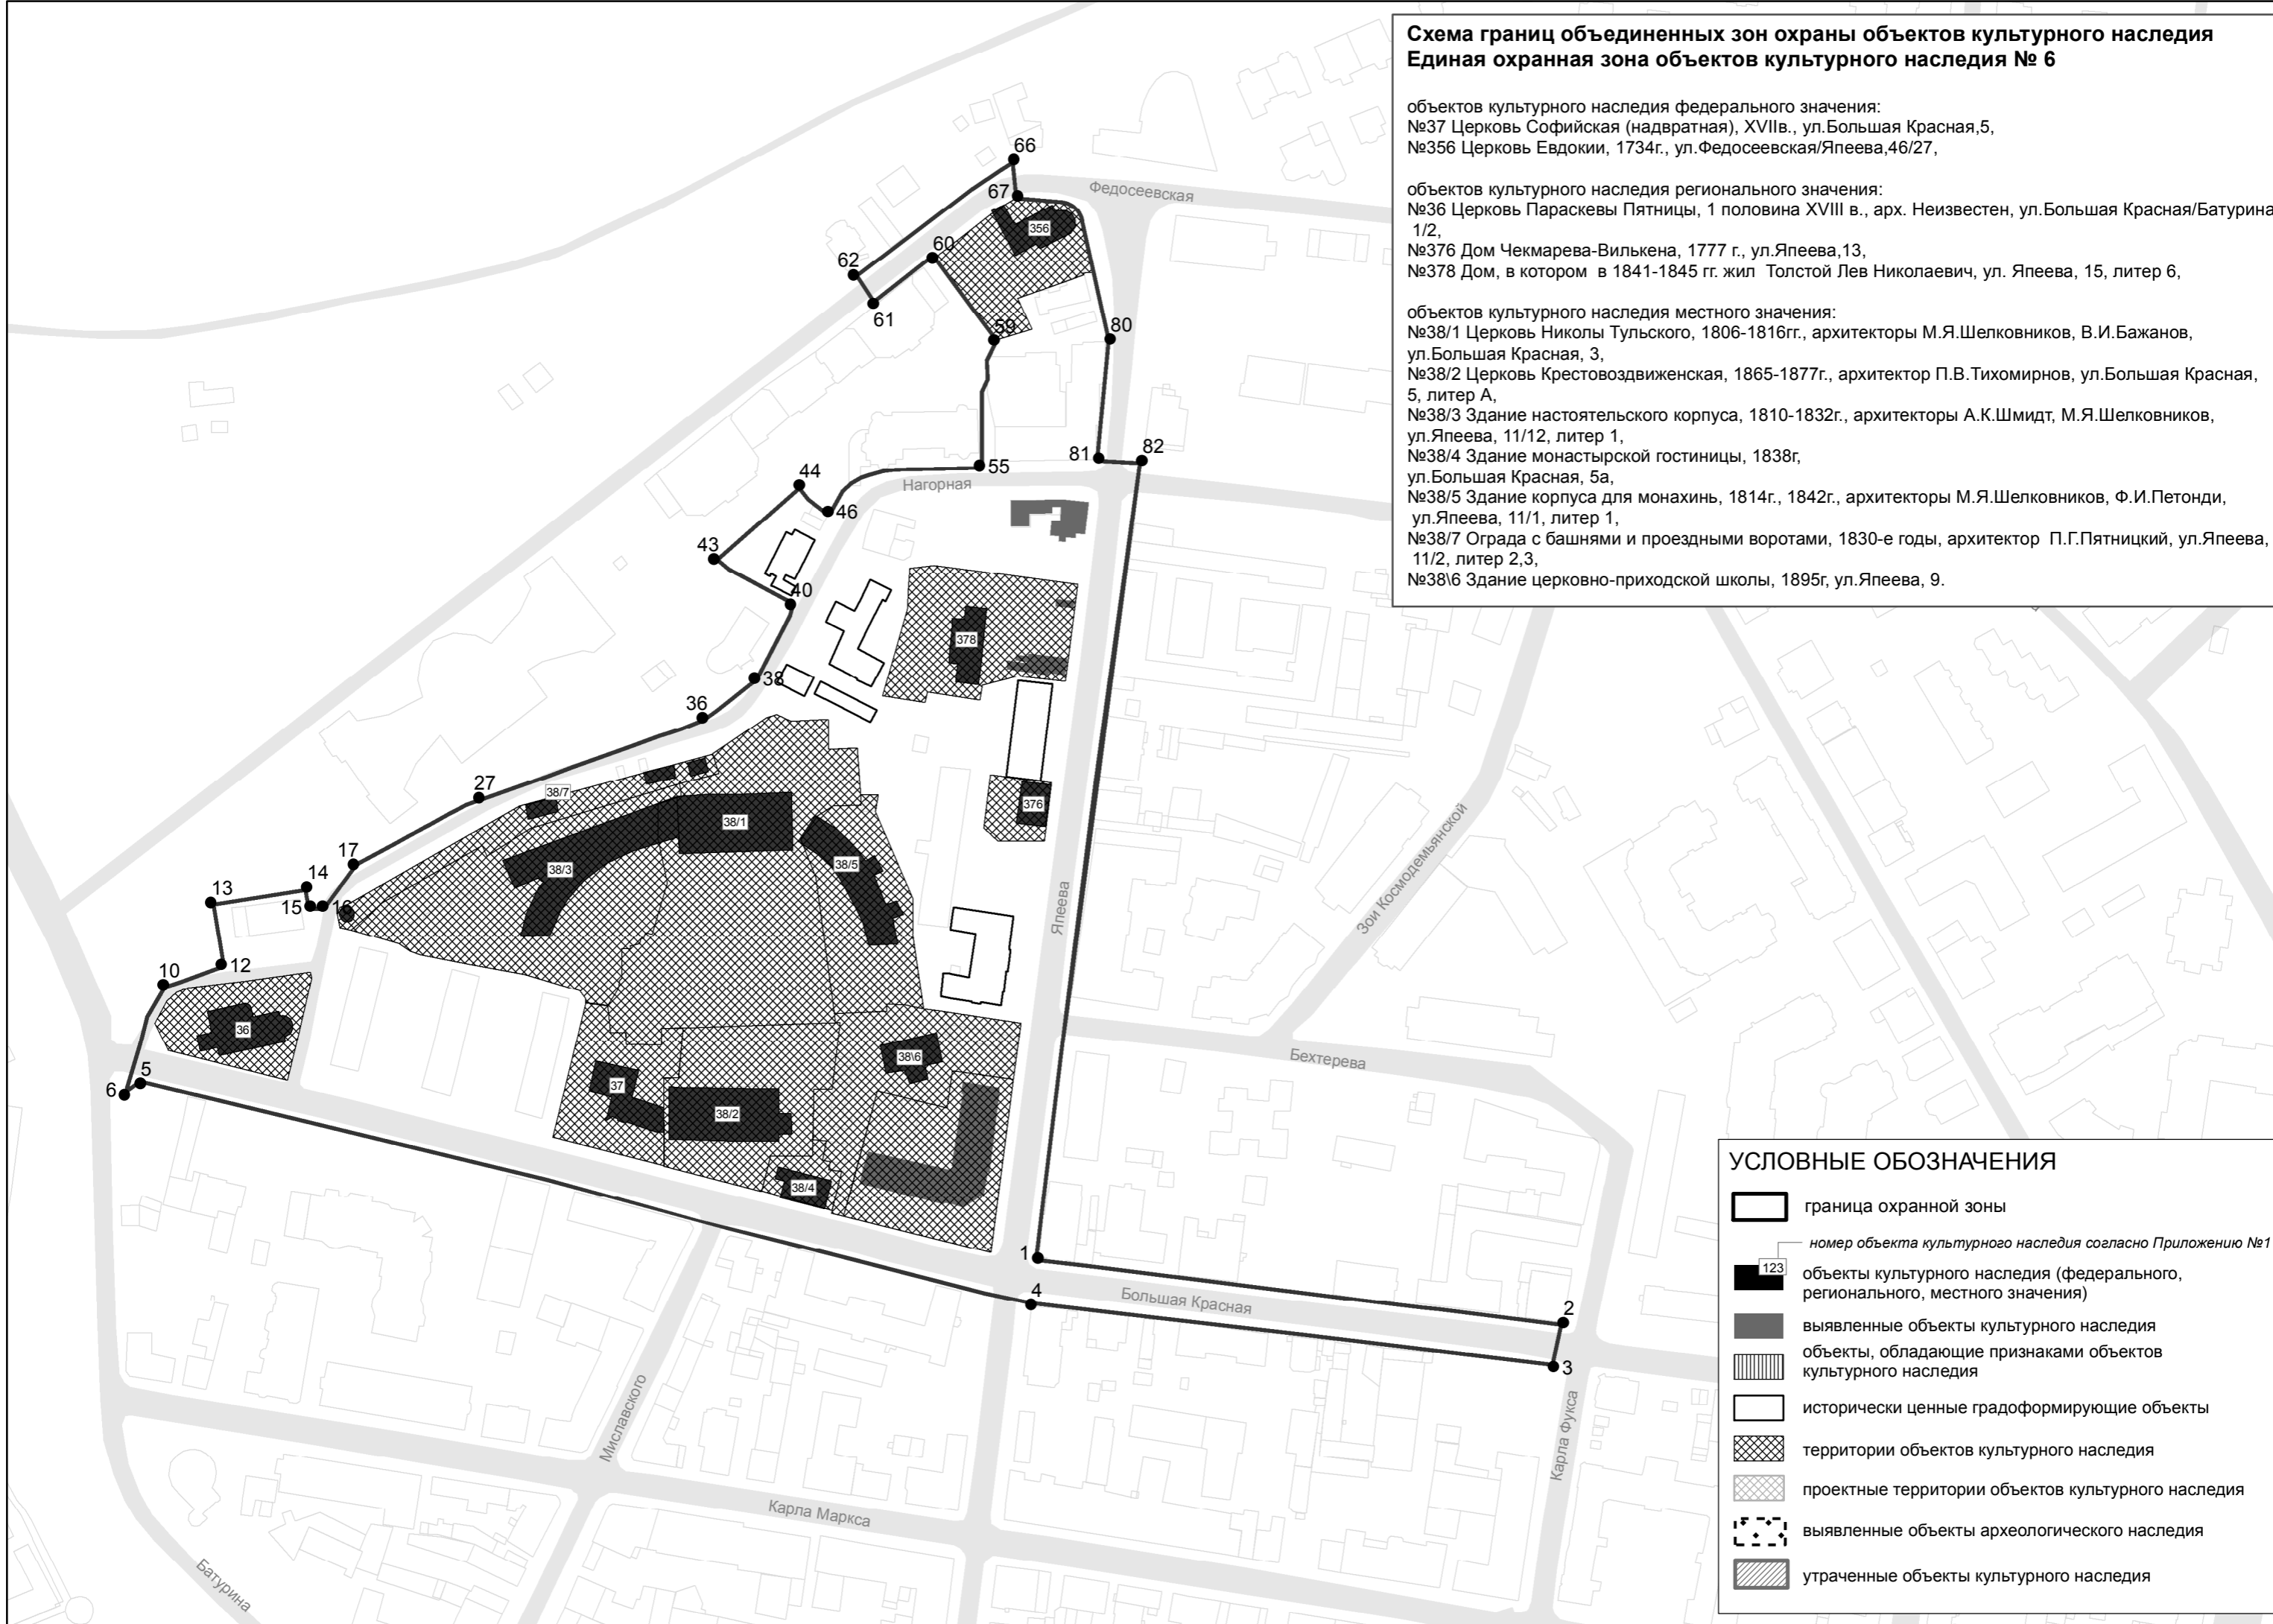 Схема границ объединенных зон охраны объектов культурного наследия
Единая охранная зона объектов культурного наследия № 6
объектов культурного наследия федерального значения:
№37 Церковь Софийская (надвратная), XVIIв., ул.Большая Красная,5,
№356 Церковь Евдокии, 1734г., ул.Федосеевская/Япеева,46/27,
объектов культурного наследия регионального значения:
№36 Церковь Параскевы Пятницы, 1 половина XVIII в., арх. Неизвестен, ул.Большая Красная/Батурина
1/2,
№376 Дом Чекмарева-Вилькена, 1777 г., ул.Япеева,13,
№378 Дом, в котором в 1841-1845 гг. жил Толстой Лев Николаевич, ул. Япеева, 15, литер 6,
объектов культурного наследия местного значения:
№38/1 Церковь Николы Тульского, 1806-1816гг., архитекторы М.Я.Шелковников, В.И.Бажанов,
ул.Большая Красная, 3,
№38/2 Церковь Крестовоздвиженская, 1865-1877г., архитектор П.В.Тихомирнов, ул.Большая Красная,
5, литер А,
№38/3 Здание настоятельского корпуса, 1810-1832г., архитекторы А.К.Шмидт, М.Я.Шелковников,
ул.Япеева, 11/12, литер 1,
№38/4 Здание монастырской гостиницы, 1838г,
ул.Большая Красная, 5а,
№38/5 Здание корпуса для монахинь, 1814г., 1842г., архитекторы М.Я.Шелковников, Ф.И.Петонди,
ул.Япеева, 11/1, литер 1,
№38/7 Ограда с башнями и проездными воротами, 1830-е годы, архитектор П.Г.Пятницкий, ул.Япеева,
11/2, литер 2,3,
№38\6 Здание церковно-приходской школы, 1895г, ул.Япеева, 9.
66
67
Федосеевская
356
60
62
61
59
80
81
82
55
44
Нагорная
46
43
40
378
38
36
27
38/7
376
38/1
17
38/5
38/3
14
13
15
16
Япеева
Зои Космодемьянской
12
10
36
38\6
Бехтерева
5
6
37
38/2
38/4
1
4
Большая Красная
2
3
Миславского
Карла Фукса
Карла Маркса
Батурина
УСЛОВНЫЕ ОБОЗНАЧЕНИЯ
граница охранной зоны
номер объекта культурного наследия согласно Приложению №1
123
объекты культурного наследия (федерального,
регионального, местного значения)
выявленные объекты культурного наследия
объекты, обладающие признаками объектов
культурного наследия
исторически ценные градоформирующие объекты
территории объектов культурного наследия
проектные территории объектов культурного наследия
выявленные объекты археологического наследия
утраченные объекты культурного наследия